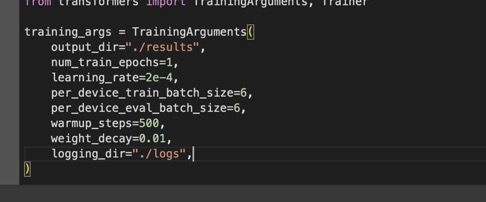 from transformers import TrainingArguments, Trainer
training_args = TrainingArguments(
    output_dir="./results",
    num_train_epochs=1,
    learning_rate=2e-4,
    per_device_train_batch_size=6,
    per_device_eval_batch_size=6,
    warmup_steps=500,
    weight_decay=0.01,
    logging_dir="./logs",
)